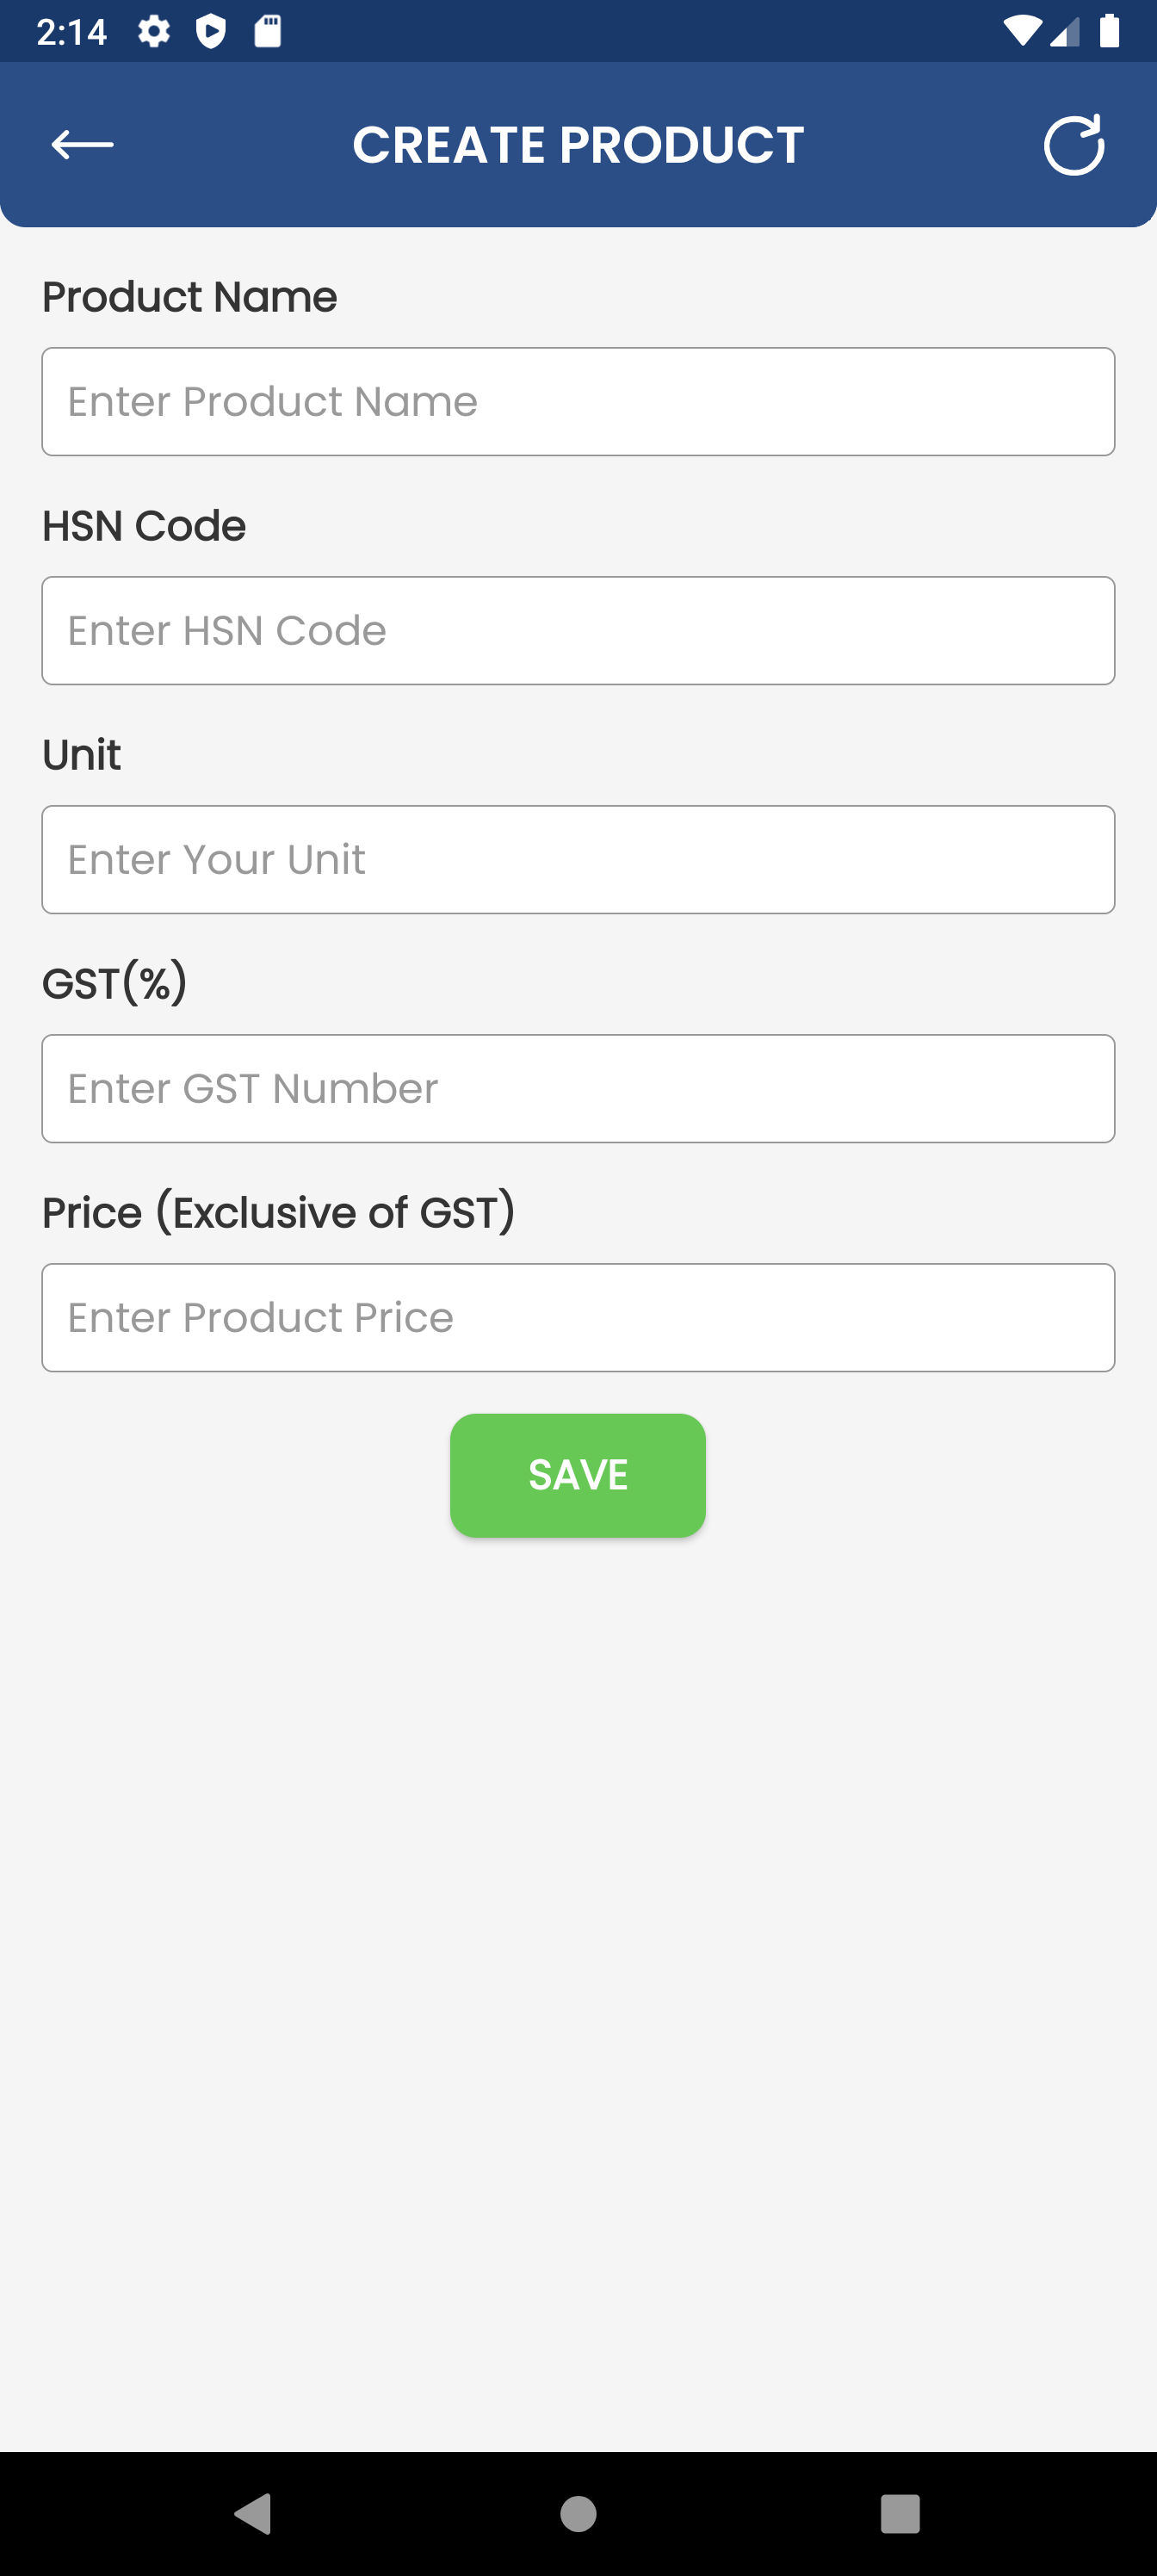 2:14
CREATE PRODUCT
Product Name
Enter Product Name
HSN Code
Enter HSN Code
Unit
Enter Your Unit
GST(%)
Enter GST Number
Price (Exclusive of GST)
Enter Product Price
SAVE